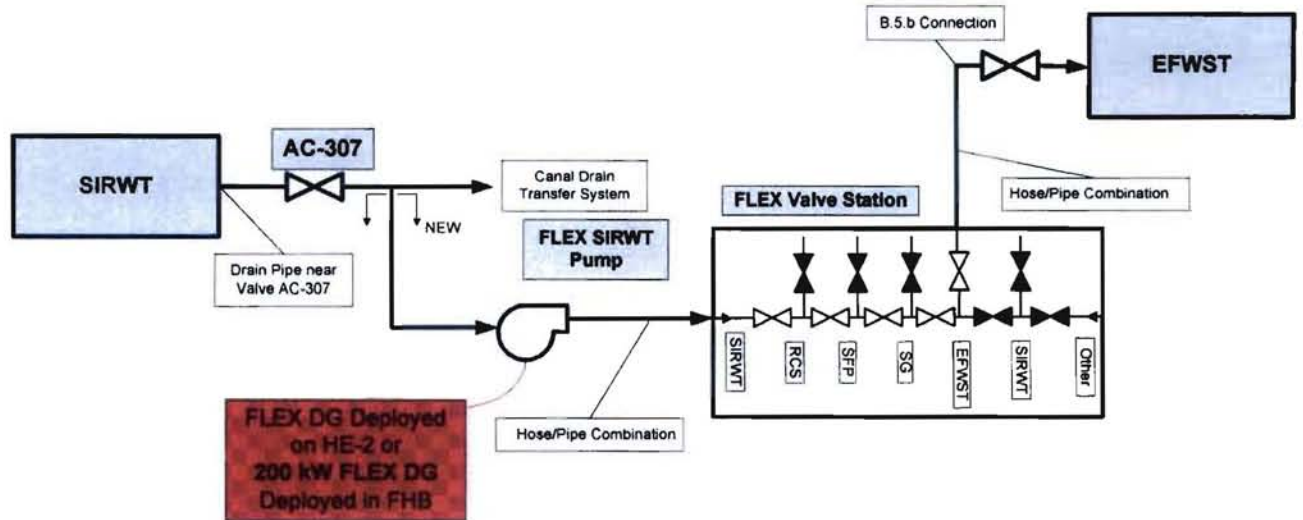 B.5.b Connection
EFWST
SIRWT
AC-307
Canal Drain
Transfer System
NEW
Drain Pipe near
Valve AC-307
FLEX SIRWT
Pump
FLEX Valve Station
Hose/Pipe Combination
SIRWT
RCS
SFP
SG
EFWST
SIRWT
Other
Hose/Pipe Combination
FLEX DG Deployed
on HE-2 or
200 kW FLEX DG
Deployed in FHB